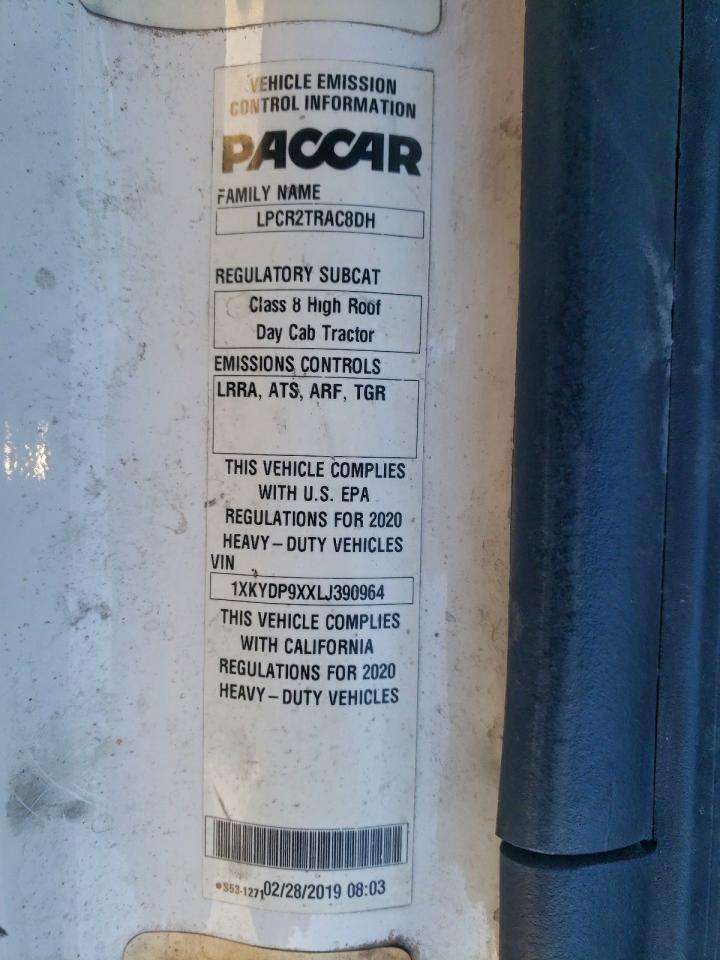 VEHICLE EMISSION
CONTROL INFORMATION
PACCAR
FAMILY NAME
LPCR2TRAC8DH
REGULATORY SUBCAT
Class 8 High Roof
Day Cab Tractor
EMISSIONS CONTROLS
LRRA, ATS, ARF, TGR
THIS VEHICLE COMPLIES
WITH U.S. EPA
REGULATIONS FOR 2020
HEAVY-DUTY VEHICLES
VIN
1XKYDP9XXLJ390964
THIS VEHICLE COMPLIES
WITH CALIFORNIA
REGULATIONS FOR 2020
HEAVY-DUTY VEHICLES
S53-1271 02/28/2019 08:03